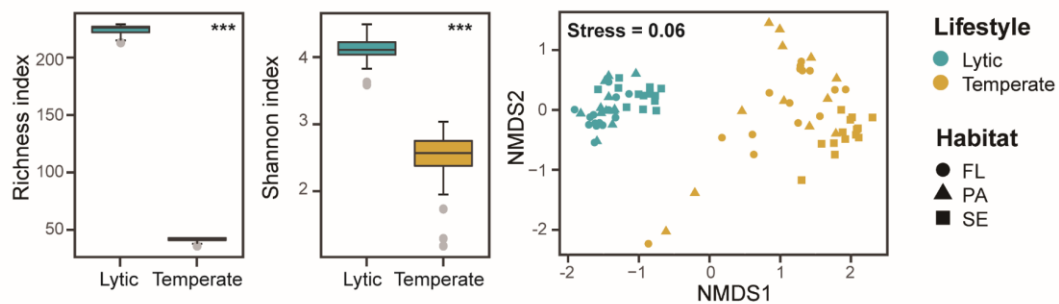 Richness index
200
150
100
50
***
Lytic Temperate
Shannon index
4
3
2
***
Lytic Temperate
Stress = 0.06
NMDS2
1
0
−1
-2
-2 −1 0 1 2
NMDS1
Lifestyle
Lytic
Temperate
Habitat
FL
PA
SE